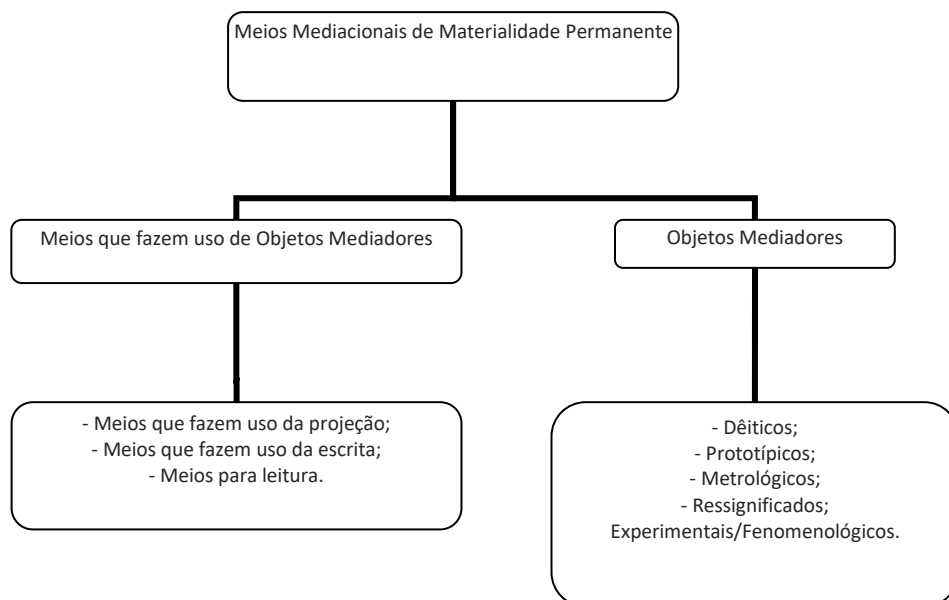 Meios Mediacionais de Materialidade Permanente
Meios que fazem uso de Objetos Mediadores
Objetos Mediadores
- Meios que fazem uso da projeção;
- Meios que fazem uso da escrita;
- Meios para leitura.
- Dêiticos;
- Prototípicos;
- Metrológicos;
- Ressignificados;
Experimentais/Fenomenológicos.